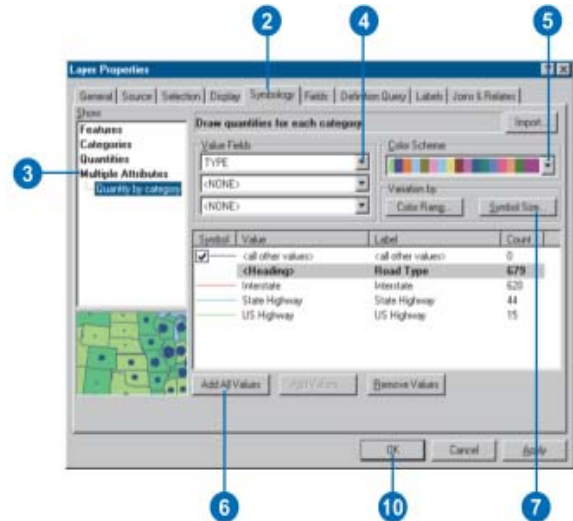 2
4
5
Layer Properties
General Source Selection Display Symbology Fields Definition Query Labels Joins & Relates
Show:
Features
Categories
Quantities
Multiple Attributes
Quantity by category
3
Draw quantities for each category
Import...
Value Fields
TYPE
<NONE>
<NONE>
Color Scheme
Variation by
Color Ramp... Symbol Size...
Symbol Value Label Count
<all other values> <all other values> 0
<Heading> Road Type 679
Interstate Interstate 620
State Highway State Highway 44
US Highway US Highway 15
Add All Values Add Values... Remove Values
OK Cancel Apply
6
10
7